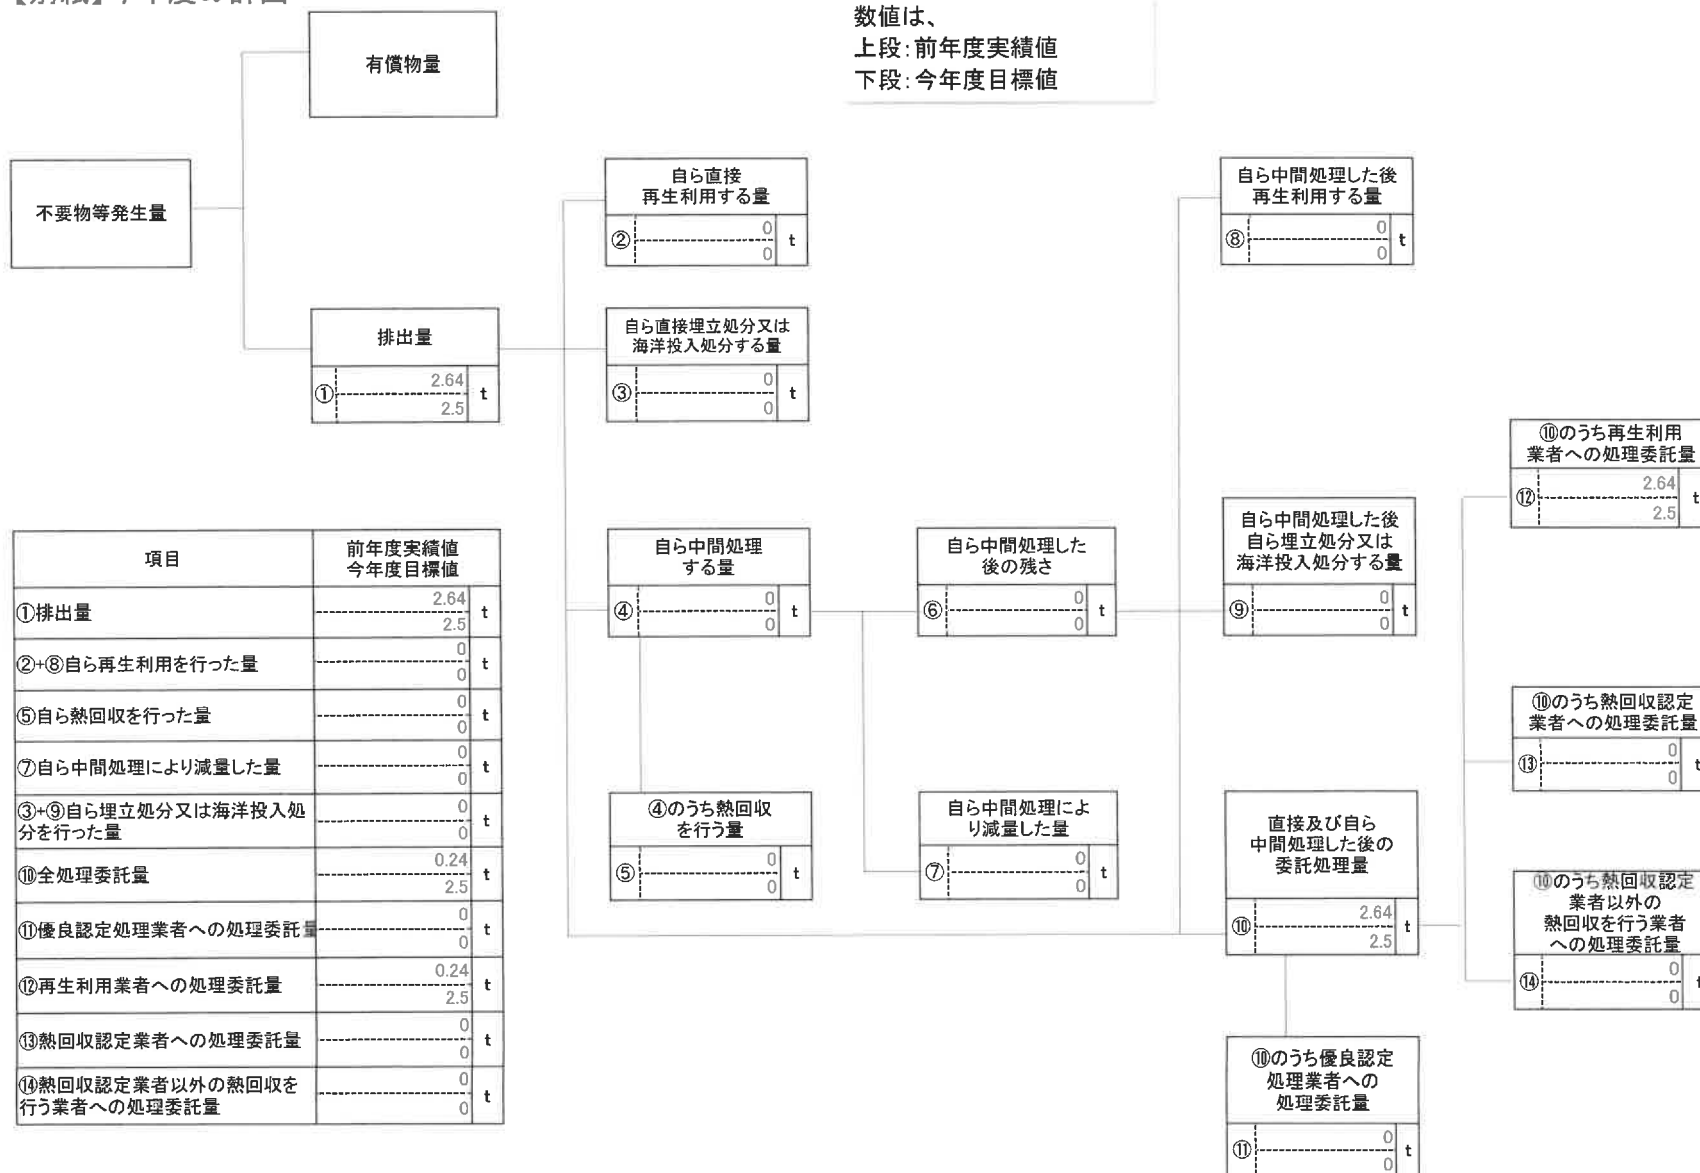 数値は、
上段:前年度実績値
下段:今年度目標値
有償物量
不要物等発生量
排出量
①
2.64
2.5
t
自ら直接
再生利用する量
②
0
0
t
自ら直接埋立処分又は
海洋投入処分する量
③
0
0
t
自ら中間処理
する量
④
0
0
t
④のうち熱回収
を行う量
⑤
0
0
t
自ら中間処理した
後の残さ
⑥
0
0
t
自ら中間処理によ
り減量した量
⑦
0
0
t
自ら中間処理した後
再生利用する量
⑧
0
0
t
自ら中間処理した後
自ら埋立処分又は
海洋投入処分する量
⑨
0
0
t
直接及び自ら
中間処理した後の
委託処理量
⑩
2.64
2.5
t
⑩のうち優良認定
処理業者への
処理委託量
⑪
0
0
t
⑩のうち再生利用
業者への処理委託量
⑫
2.64
2.5
t
⑩のうち熱回収認定
業者への処理委託量
⑬
0
0
t
⑩のうち熱回収認定
業者以外の
熱回収を行う業者
への処理委託量
⑭
0
0
t
項目
前年度実績値
今年度目標値
①排出量
2.64
2.5
t
②+⑧自ら再生利用を行った量
0
0
t
⑤自ら熱回収を行った量
0
0
t
⑦自ら中間処理により減量した量
0
0
t
③+⑨自ら埋立処分又は海洋投入処
分を行った量
0
0
t
⑩全処理委託量
0.24
2.5
t
⑪優良認定処理業者への処理委託量
0
0
t
⑫再生利用業者への処理委託量
0.24
2.5
t
⑬熱回収認定業者への処理委託量
0
0
t
⑭熱回収認定業者以外の熱回収を
行う業者への処理委託量
0
0
t